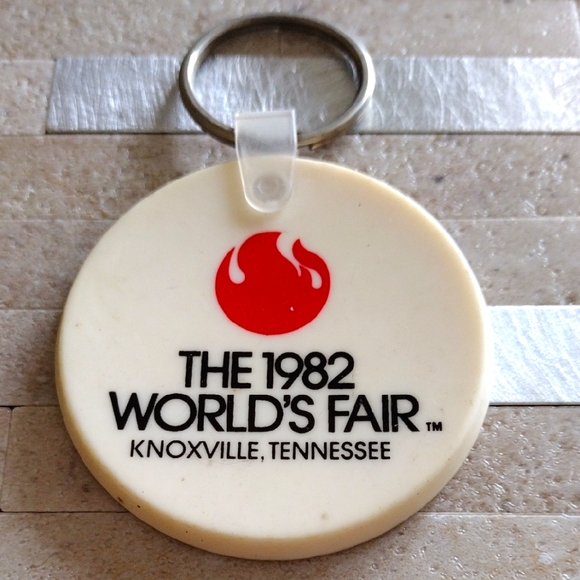 THE 1982
WORLD'S FAIR™
KNOXVILLE, TENNESSEE